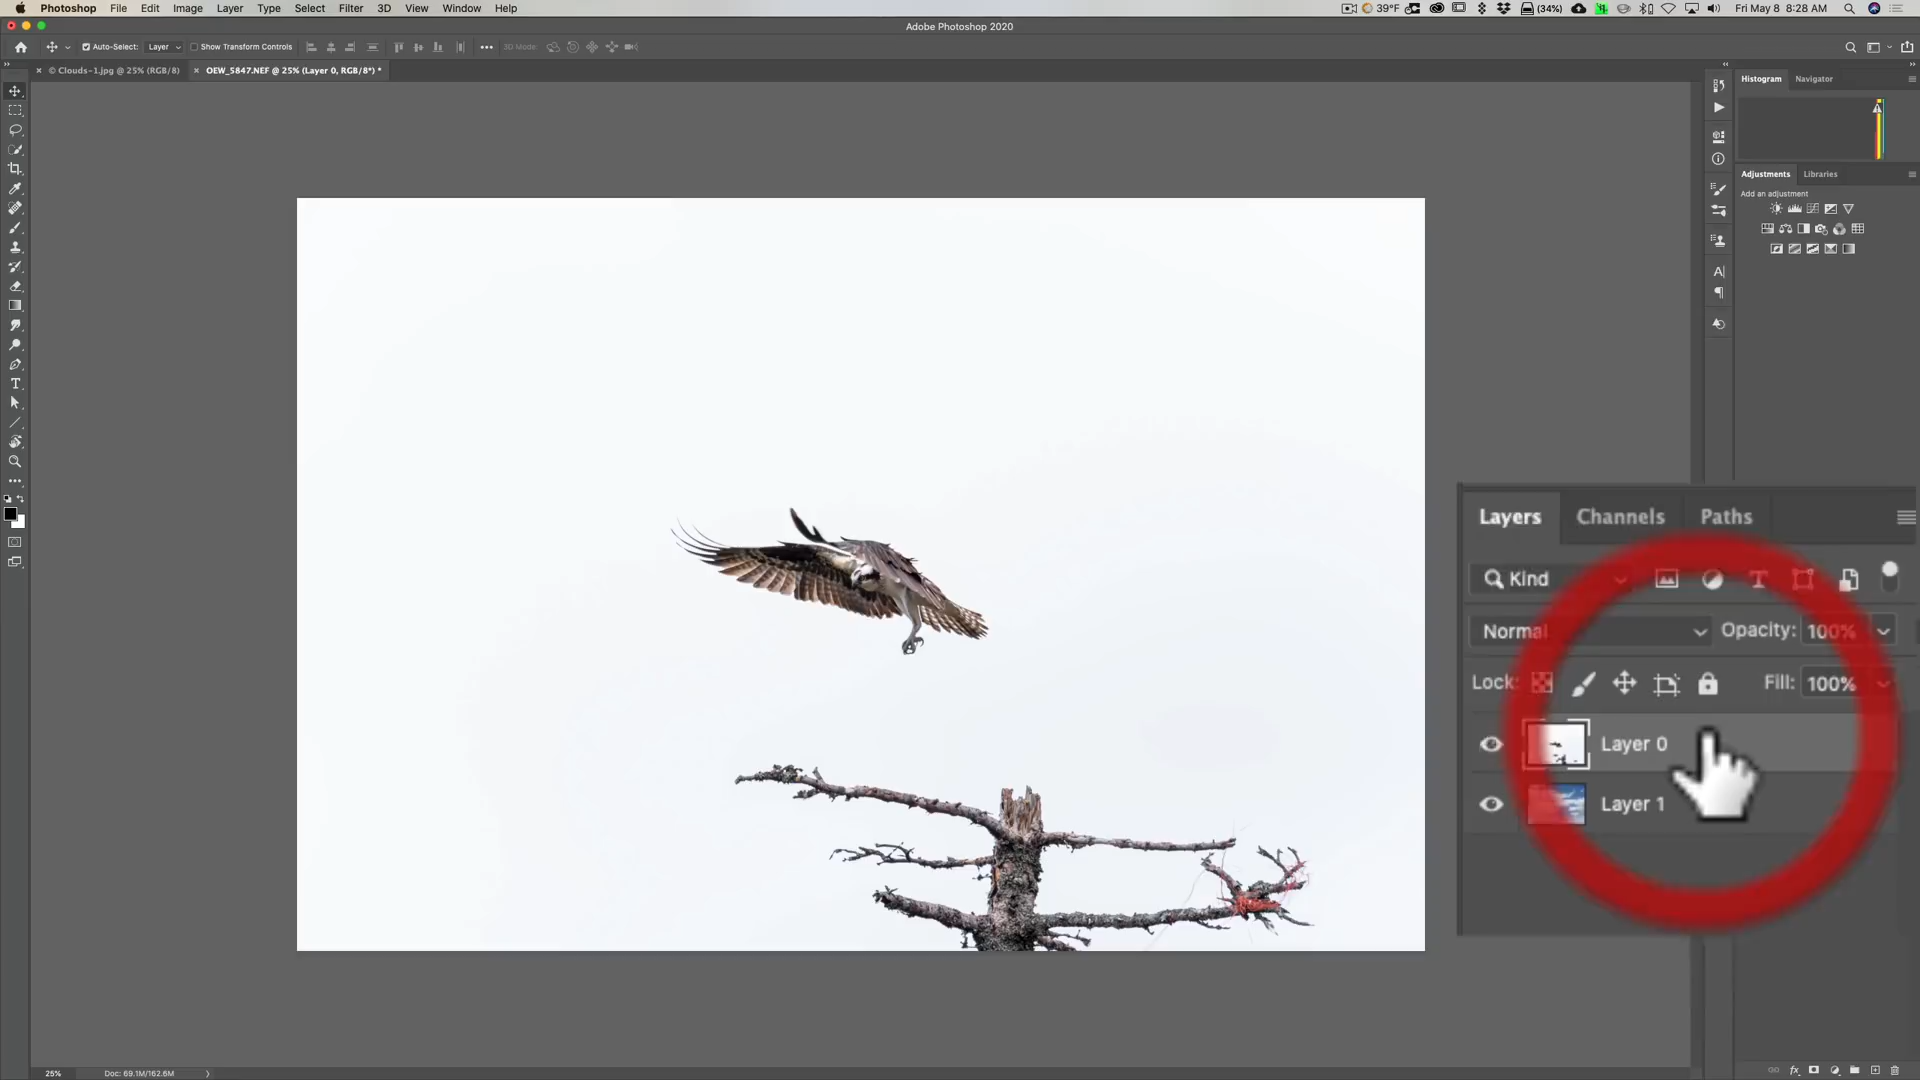 Photoshop File Edit Image Layer Type Select Filter 3D View Window Help 39°F (34%) Fri May 8 8:28 AM
Adobe Photoshop 2020
Auto-Select: Layer Show Transform Controls 3D Mode:
× © Clouds-1.jpg @ 25% (RGB/8) × OEW_5847.NEF @ 25% (Layer 0, RGB/8*) *
Histogram Navigator
Adjustments Libraries
Add an adjustment
Layers Channels Paths
Kind
Normal Opacity: 100%
Lock: Fill: 100%
Layer 0
Layer 1
25% Doc: 69.1M/162.6M